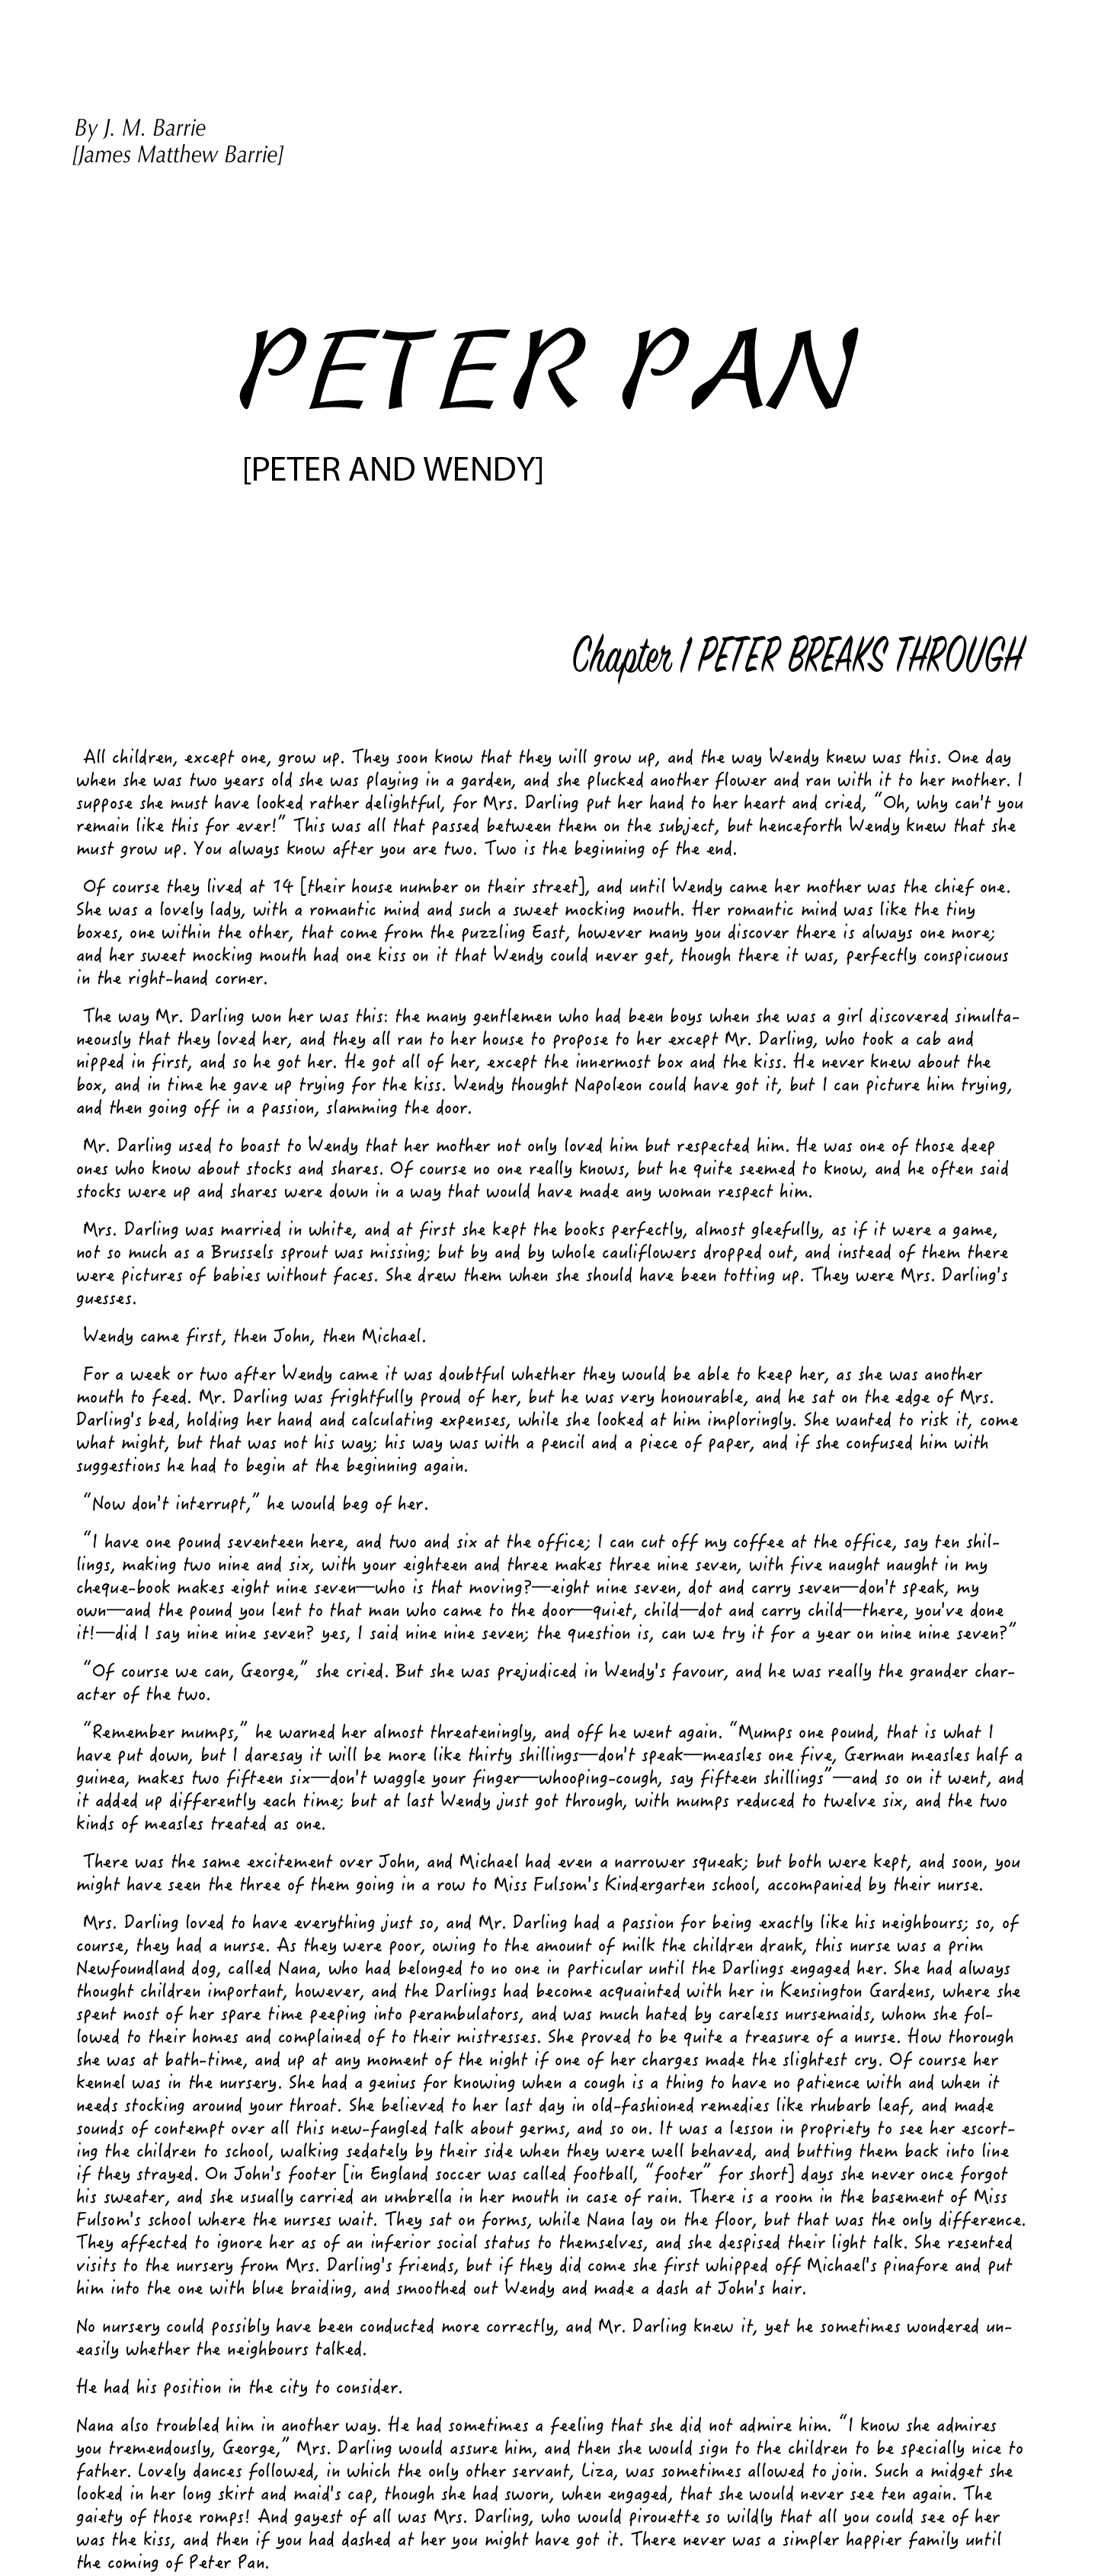 By J. M. Barrie
[James Matthew Barrie]
PETER PAN
[PETER AND WENDY]
Chapter 1 PETER BREAKS THROUGH
All children, except one, grow up. They soon know that they will grow up, and the way Wendy knew was this. One day
when she was two years old she was playing in a garden, and she plucked another flower and ran with it to her mother. I
suppose she must have looked rather delightful, for Mrs. Darling put her hand to her heart and cried, “Oh, why can't you
remain like this for ever!” This was all that passed between them on the subject, but henceforth Wendy knew that she
must grow up. You always know after you are two. Two is the beginning of the end.
Of course they lived at 14 [their house number on their street], and until Wendy came her mother was the chief one.
She was a lovely lady, with a romantic mind and such a sweet mocking mouth. Her romantic mind was like the tiny
boxes, one within the other, that come from the puzzling East, however many you discover there is always one more;
and her sweet mocking mouth had one kiss on it that Wendy could never get, though there it was, perfectly conspicuous
in the right-hand corner.
The way Mr. Darling won her was this: the many gentlemen who had been boys when she was a girl discovered simulta-
neously that they loved her, and they all ran to her house to propose to her except Mr. Darling, who took a cab and
nipped in first, and so he got her. He got all of her, except the innermost box and the kiss. He never knew about the
box, and in time he gave up trying for the kiss. Wendy thought Napoleon could have got it, but I can picture him trying,
and then going off in a passion, slamming the door.
Mr. Darling used to boast to Wendy that her mother not only loved him but respected him. He was one of those deep
ones who know about stocks and shares. Of course no one really knows, but he quite seemed to know, and he often said
stocks were up and shares were down in a way that would have made any woman respect him.
Mrs. Darling was married in white, and at first she kept the books perfectly, almost gleefully, as if it were a game,
not so much as a Brussels sprout was missing; but by and by whole cauliflowers dropped out, and instead of them there
were pictures of babies without faces. She drew them when she should have been totting up. They were Mrs. Darling's
guesses.
Wendy came first, then John, then Michael.
For a week or two after Wendy came it was doubtful whether they would be able to keep her, as she was another
mouth to feed. Mr. Darling was frightfully proud of her, but he was very honourable, and he sat on the edge of Mrs.
Darling's bed, holding her hand and calculating expenses, while she looked at him imploringly. She wanted to risk it, come
what might, but that was not his way; his way was with a pencil and a piece of paper, and if she confused him with
suggestions he had to begin at the beginning again.
“Now don't interrupt,” he would beg of her.
“I have one pound seventeen here, and two and six at the office; I can cut off my coffee at the office, say ten shil-
lings, making two nine and six, with your eighteen and three makes three nine seven, with five naught naught in my
cheque-book makes eight nine seven—who is that moving?—eight nine seven, dot and carry seven—don't speak, my
own—and the pound you lent to that man who came to the door—quiet, child—dot and carry child—there, you've done
it!—did I say nine nine seven? yes, I said nine nine seven; the question is, can we try it for a year on nine nine seven?”
“Of course we can, George,” she cried. But she was prejudiced in Wendy's favour, and he was really the grander char-
acter of the two.
“Remember mumps,” he warned her almost threateningly, and off he went again. “Mumps one pound, that is what I
have put down, but I daresay it will be more like thirty shillings—don't speak—measles one five, German measles half a
guinea, makes two fifteen six—don't waggle your finger—whooping-cough, say fifteen shillings”—and so on it went, and
it added up differently each time; but at last Wendy just got through, with mumps reduced to twelve six, and the two
kinds of measles treated as one.
There was the same excitement over John, and Michael had even a narrower squeak; but both were kept, and soon, you
might have seen the three of them going in a row to Miss Fulsom's Kindergarten school, accompanied by their nurse.
Mrs. Darling loved to have everything just so, and Mr. Darling had a passion for being exactly like his neighbours; so, of
course, they had a nurse. As they were poor, owing to the amount of milk the children drank, this nurse was a prim
Newfoundland dog, called Nana, who had belonged to no one in particular until the Darlings engaged her. She had always
thought children important, however, and the Darlings had become acquainted with her in Kensington Gardens, where she
spent most of her spare time peeping into perambulators, and was much hated by careless nursemaids, whom she fol-
lowed to their homes and complained of to their mistresses. She proved to be quite a treasure of a nurse. How thorough
she was at bath-time, and up at any moment of the night if one of her charges made the slightest cry. Of course her
kennel was in the nursery. She had a genius for knowing when a cough is a thing to have no patience with and when it
needs stocking around your throat. She believed to her last day in old-fashioned remedies like rhubarb leaf, and made
sounds of contempt over all this new-fangled talk about germs, and so on. It was a lesson in propriety to see her escort-
ing the children to school, walking sedately by their side when they were well behaved, and butting them back into line
if they strayed. On John's footer [in England soccer was called football, “footer” for short] days she never once forgot
his sweater, and she usually carried an umbrella in her mouth in case of rain. There is a room in the basement of Miss
Fulsom's school where the nurses wait. They sat on forms, while Nana lay on the floor, but that was the only difference.
They affected to ignore her as of an inferior social status to themselves, and she despised their light talk. She resented
visits to the nursery from Mrs. Darling's friends, but if they did come she first whipped off Michael's pinafore and put
him into the one with blue braiding, and smoothed out Wendy and made a dash at John's hair.
No nursery could possibly have been conducted more correctly, and Mr. Darling knew it, yet he sometimes wondered un-
easily whether the neighbours talked.
He had his position in the city to consider.
Nana also troubled him in another way. He had sometimes a feeling that she did not admire him. “I know she admires
you tremendously, George,” Mrs. Darling would assure him, and then she would sign to the children to be specially nice to
father. Lovely dances followed, in which the only other servant, Liza, was sometimes allowed to join. Such a midget she
looked in her long skirt and maid's cap, though she had sworn, when engaged, that she would never see ten again. The
gaiety of those romps! And gayest of all was Mrs. Darling, who would pirouette so wildly that all you could see of her
was the kiss, and then if you had dashed at her you might have got it. There never was a simpler happier family until
the coming of Peter Pan.